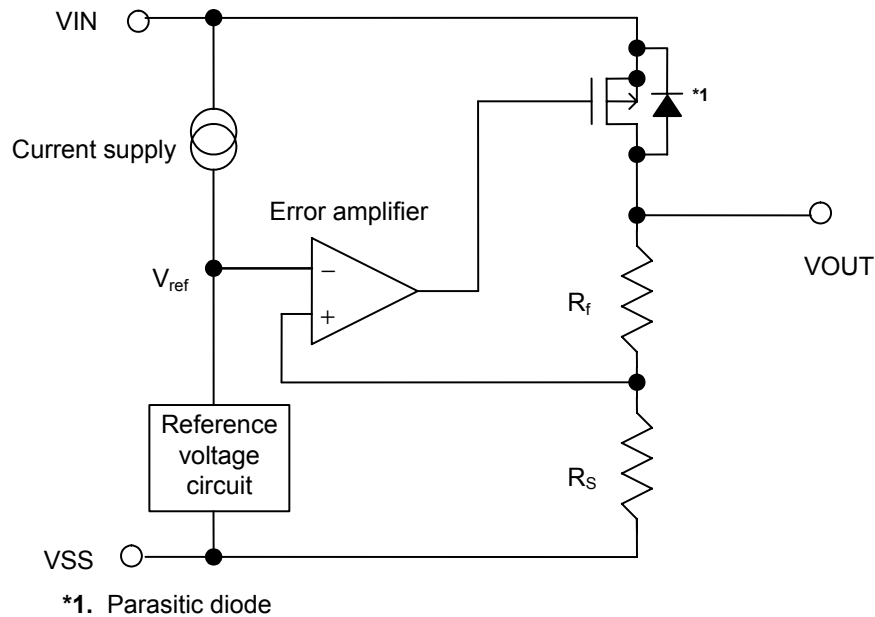 VIN
*1
Current supply
Error amplifier
VOUT
Vref
−
+
Rf
Reference
voltage
circuit
RS
VSS
*1. Parasitic diode